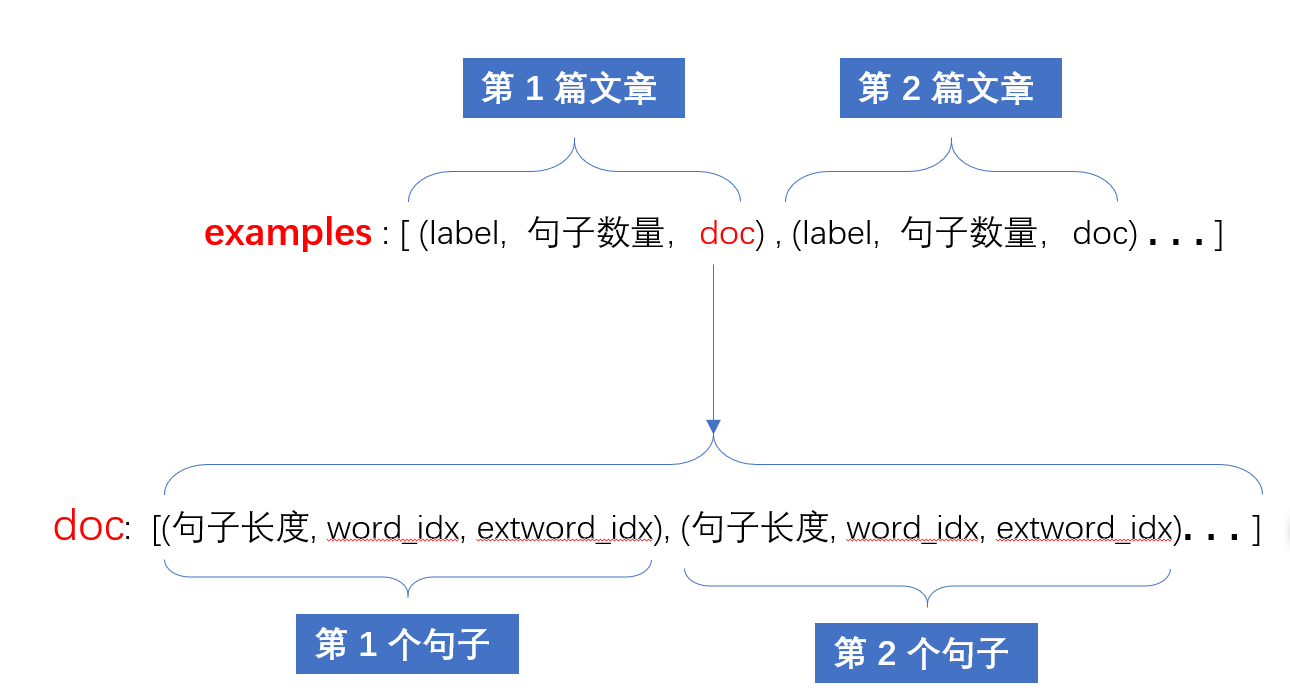 第 1 篇文章 第 2 篇文章
examples : [ (label, 句子数量, doc) , (label, 句子数量, doc) . . . ]
doc: [(句子长度, word_idx, extword_idx), (句子长度, word_idx, extword_idx). . . ]
第 1 个句子 第 2 个句子